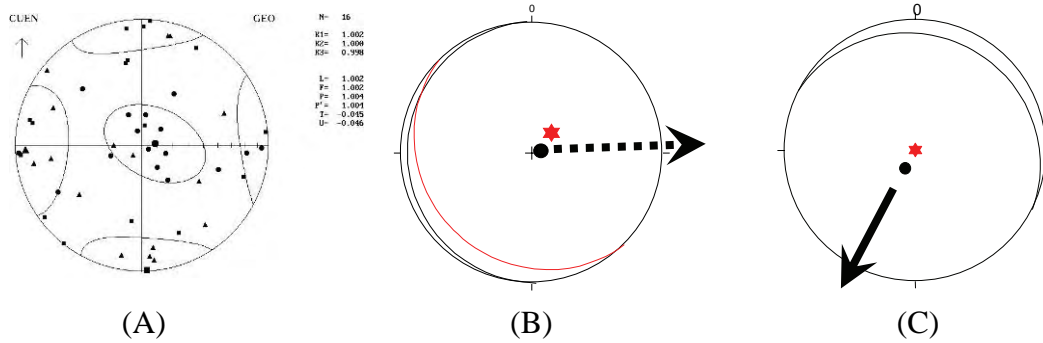 CUEN GEO
N- 16
K1= 1.002
K2= 1.000
K3= 0.998
L- 1.002
F= 1.002
P= 1.004
P'= 1.004
T- -0.045
U- -0.046
0
0
(A) (B) (C)